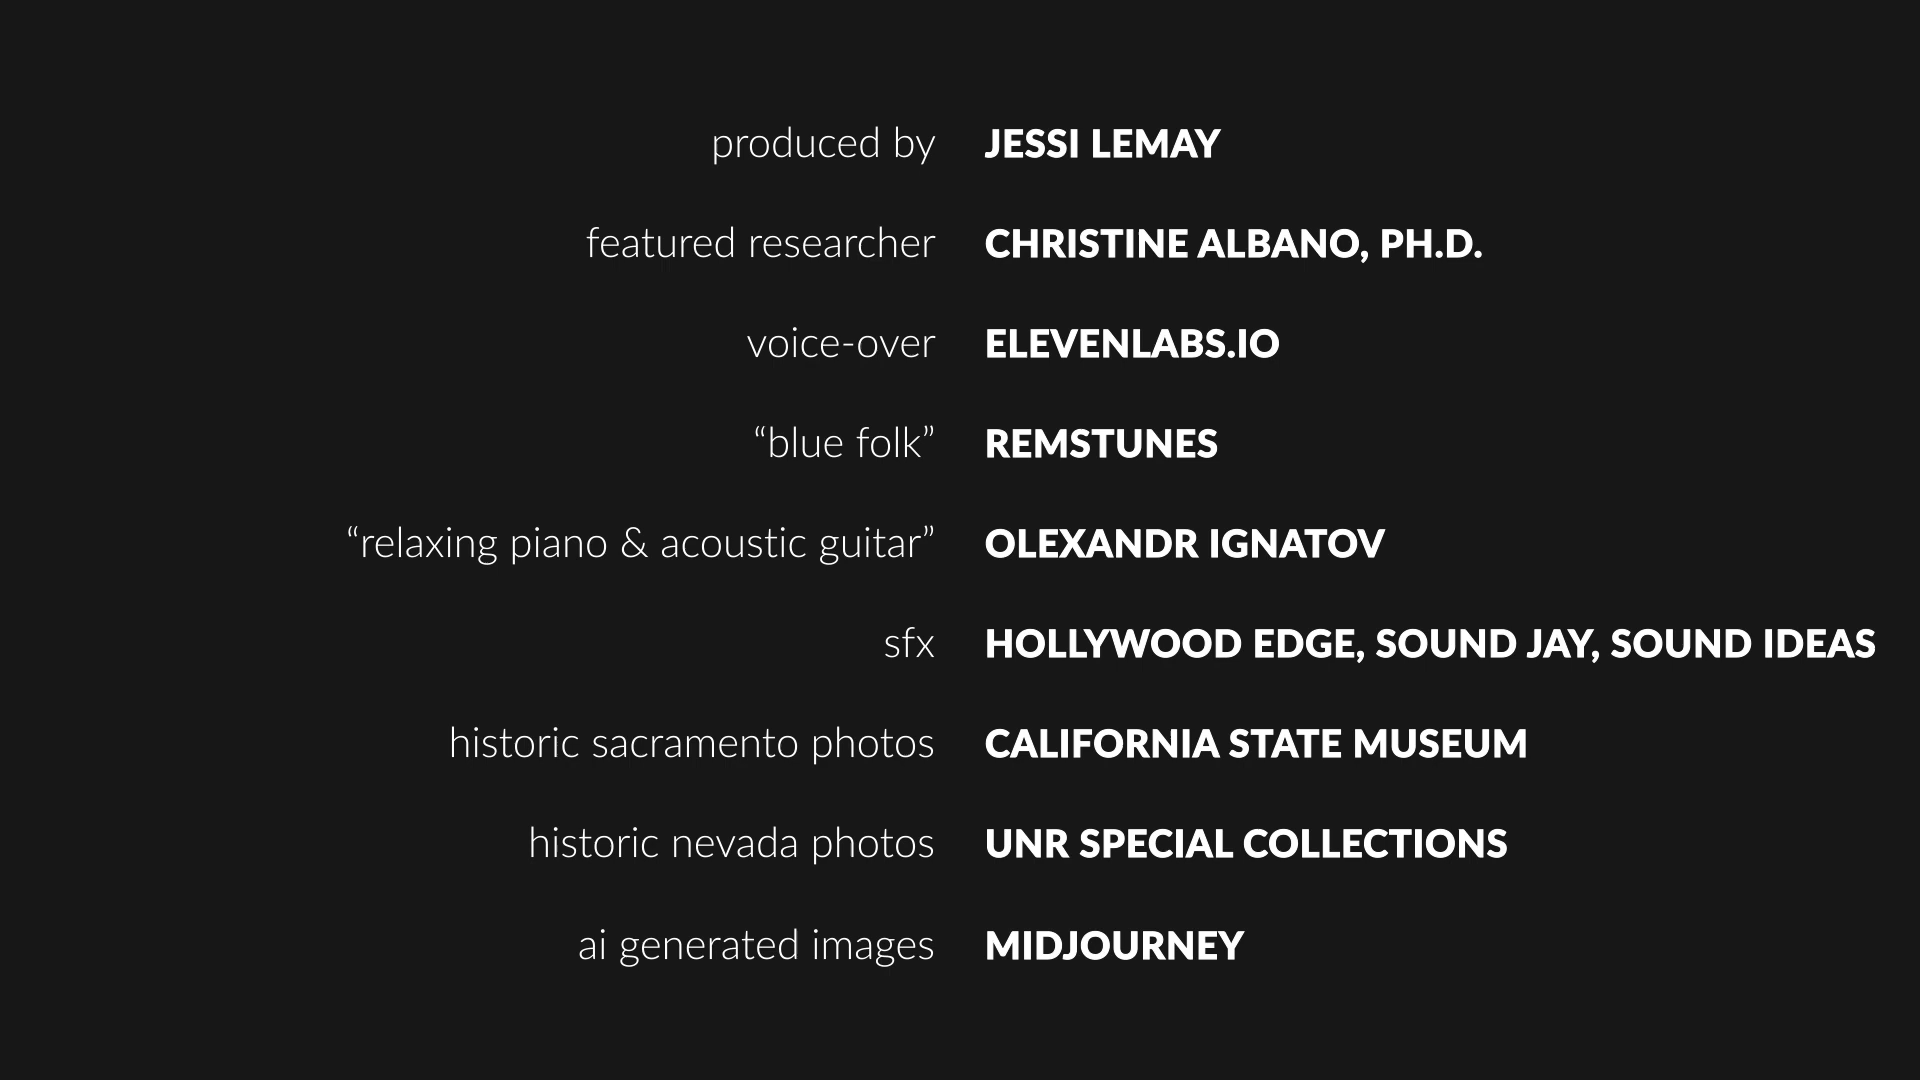 produced by JESSI LEMAY
featured researcher CHRISTINE ALBANO, PH.D.
voice-over ELEVENLABS.IO
“blue folk” REMSTUNES
“relaxing piano & acoustic guitar” OLEXANDR IGNATOV
sfx HOLLYWOOD EDGE, SOUND JAY, SOUND IDEAS
historic sacramento photos CALIFORNIA STATE MUSEUM
historic nevada photos UNR SPECIAL COLLECTIONS
ai generated images MIDJOURNEY